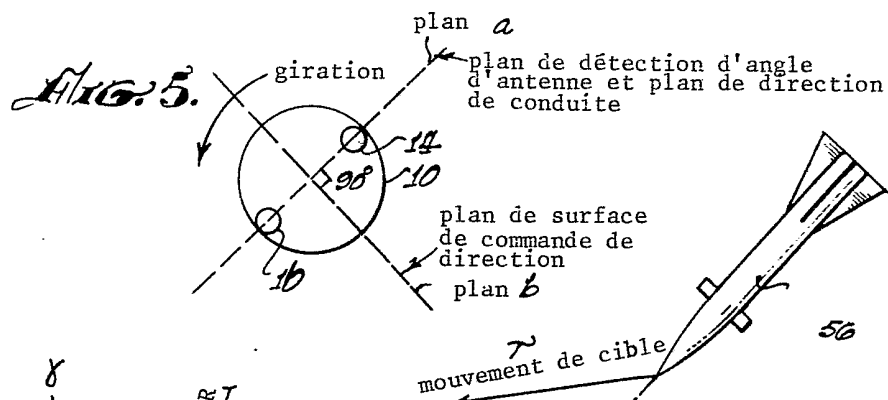 plan a
plan de détection d'angle
d'antenne et plan de direction
de conduite
giration
FIG. 5.
14
10
90°
16
plan de surface
de commande de
direction
plan b
56
T
mouvement de cible
γ